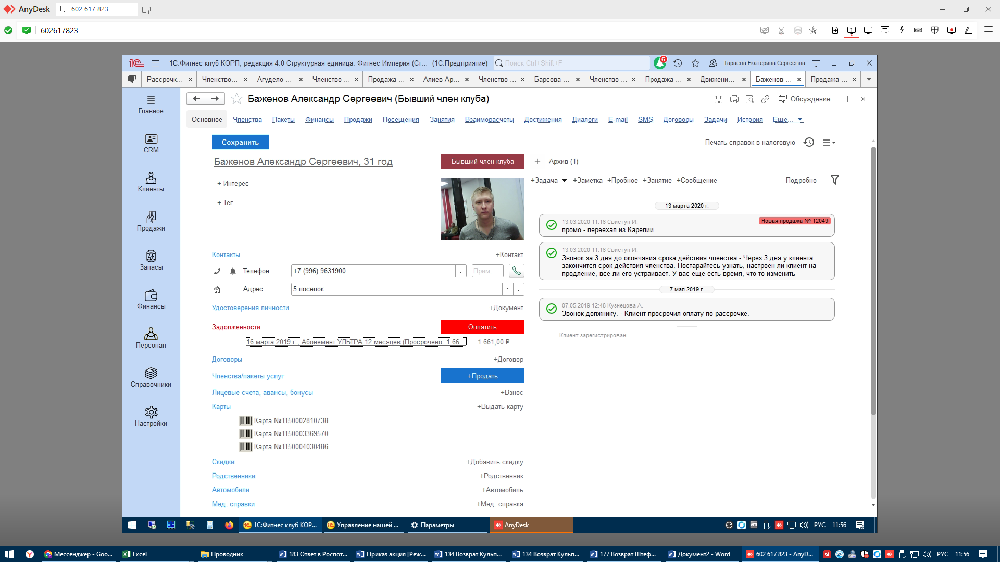 AnyDesk
602 617 823
602617823
1С:Фитнес клуб КОРП, редакция 4.0 Структурная единица: Фитнес Империя (Ст... (1С:Предприятие)
Поиск Ctrl+Shift+F
6
Тараева Екатерина Сергеевна
Рассрочк...
Членство...
Агудело ...
Членство ...
Продажа ...
Алиев Ар...
Членство ...
Барсова ...
Членство ...
Продажа ...
Движени...
Баженов ...
Продажа ...
Главное
CRM
Клиенты
Продажи
Запасы
Финансы
Персонал
Справочники
Настройки
Баженов Александр Сергеевич (Бывший член клуба)
Обсуждение
Основное
Членства
Пакеты
Финансы
Продажи
Посещения
Занятия
Взаиморасчеты
Достижения
Диалоги
E-mail
SMS
Договоры
Задачи
История
Еще...
Сохранить
Печать справок в налоговую
Баженов Александр Сергеевич, 31 год
Бывший член клуба
+ Интерес
+ Тег
Контакты
+Контакт
Телефон
+7 (996) 9631900
...
Прим.
Адрес
5 поселок
...
Удостоверения личности
+Документ
Задолженности
Оплатить
16 марта 2019 г., Абонемент УЛЬТРА 12 месяцев (Просрочено: 1 66...
1 661,00 ₽
Договоры
+Договор
Членства/пакеты услуг
+Продать
Лицевые счета, авансы, бонусы
+Взнос
Карты
+Выдать карту
Карта №1150002810738
Карта №1150003369570
Карта №1150004030486
Скидки
+Добавить скидку
Родственники
+Родственник
Автомобили
+Автомобиль
Мед. справки
+Мед. справка
Архив (1)
+Задача
+Заметка
+Пробное
+Занятие
+Сообщение
Подробно
13 марта 2020 г.
13.03.2020 11:16 Свистун И.
Новая продажа № 12049
промо - переехал из Карелии
13.03.2020 11:16 Свистун И.
Звонок за 3 дня до окончания срока действия членства - Через 3 дня у клиента
закончится срок действия членства. Постарайтесь узнать, настроен ли клиент на
продление, все ли его устраивает. У вас еще есть время, что-то изменить
7 мая 2019 г.
07.05.2019 12:48 Кузнецова А.
Звонок должнику. - Клиент просрочил оплату по рассрочке.
Клиент зарегистрирован
1С:Фитнес клуб КОР...
Управление нашей ...
Параметры
AnyDesk
РУС
11:56
Мессенджер - Goo...
Excel
Проводник
183 Ответ в Роспот...
Приказ акция [Реж...
134 Возврат Кульп...
134 Возврат Кульп...
177 Возврат Штеф...
Документ2 - Word
602 617 823 - AnyD...
РУС
11:56